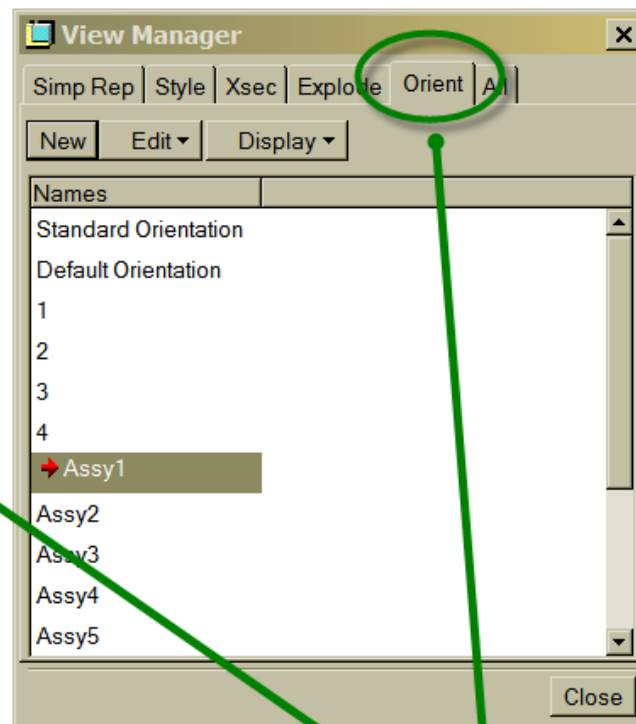 View Manager
Simp Rep Style Xsec Explode Orient All
New Edit Display
Names
Standard Orientation
Default Orientation
1
2
3
4
Assy1
Assy2
Assy3
Assy4
Assy5
Close